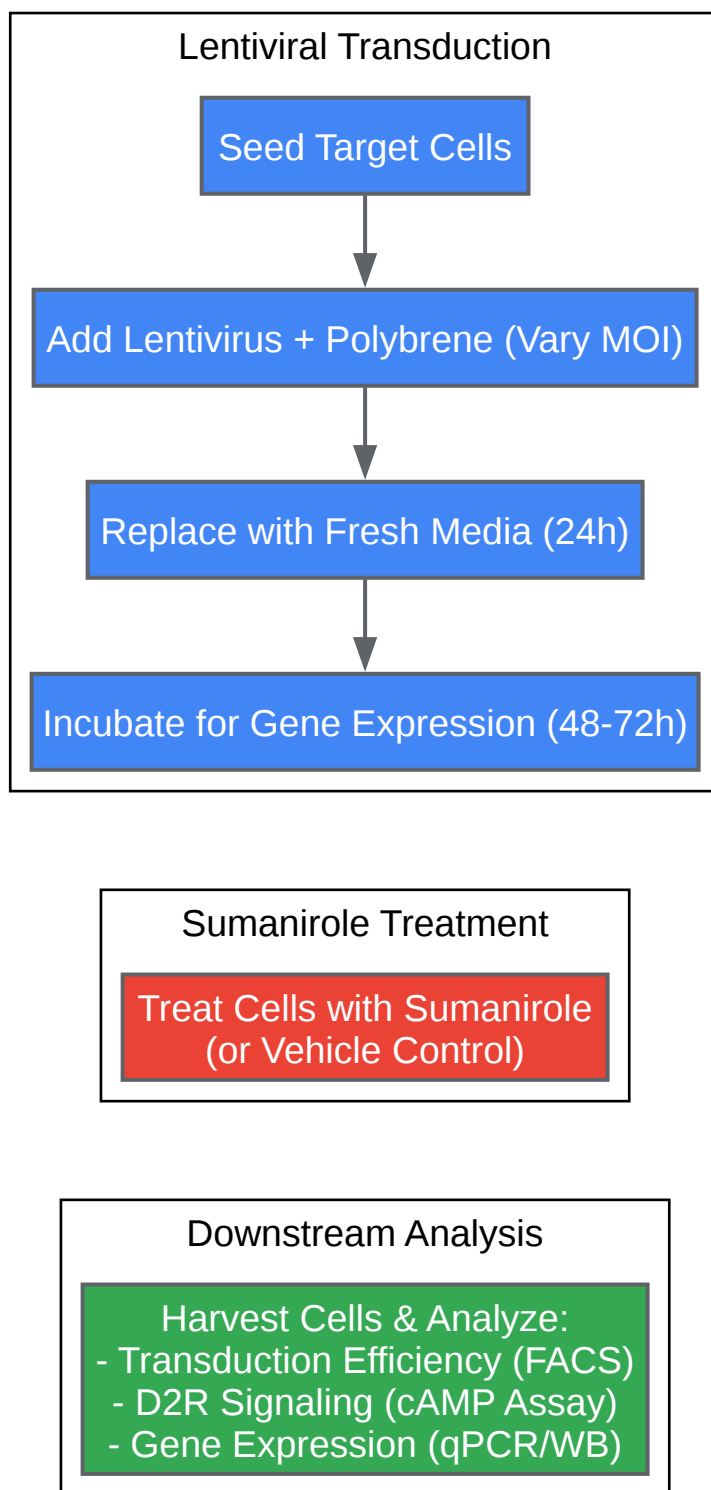 Lentiviral Transduction
Seed Target Cells
Add Lentivirus + Polybrene (Vary MOI)
Replace with Fresh Media (24h)
Incubate for Gene Expression (48-72h)
Sumanirole Treatment
Treat Cells with Sumanirole
(or Vehicle Control)
Downstream Analysis
Harvest Cells & Analyze:
- Transduction Efficiency (FACS)
- D2R Signaling (cAMP Assay)
- Gene Expression (qPCR/WB)